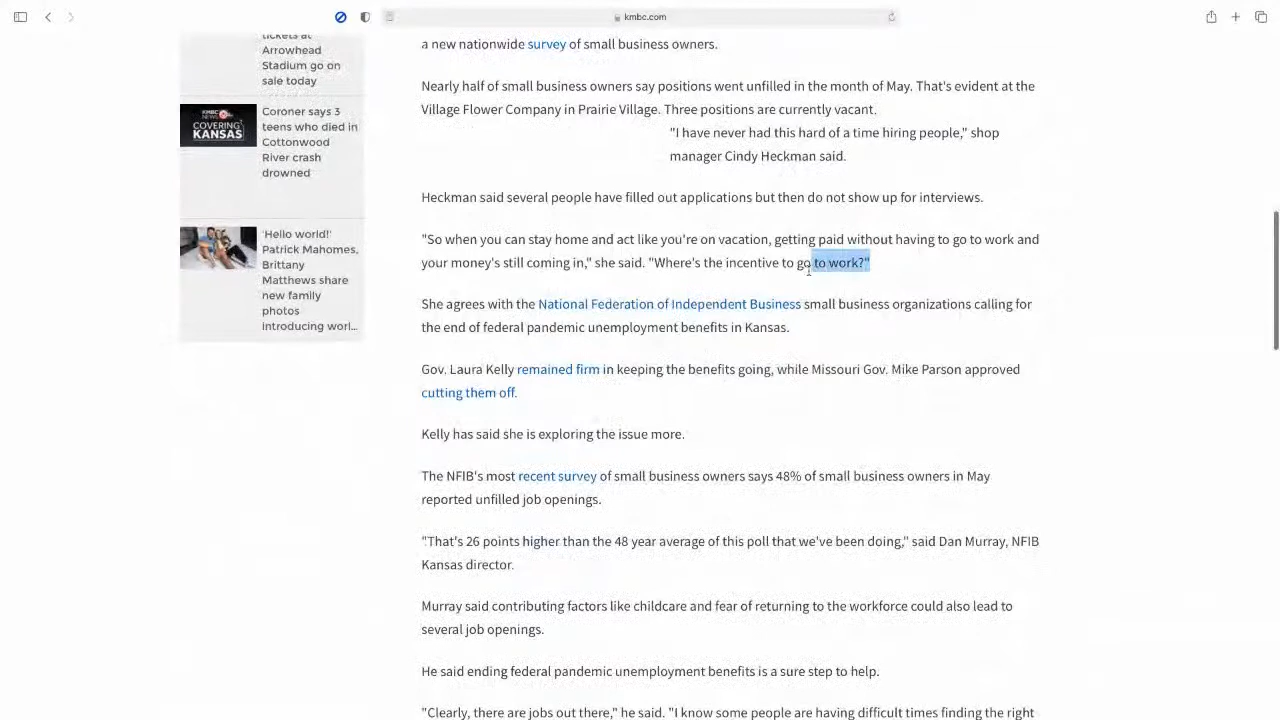 kmbc.com
tickets at
Arrowhead
Stadium go on
sale today
KMBC
NEWS
COVERING
KANSAS
Coroner says 3
teens who died in
Cottonwood
River crash
drowned
'Hello world!'
Patrick Mahomes,
Brittany
Matthews share
new family
photos
introducing worl...
a new nationwide survey of small business owners.
Nearly half of small business owners say positions went unfilled in the month of May. That's evident at the
Village Flower Company in Prairie Village. Three positions are currently vacant.
"I have never had this hard of a time hiring people," shop
manager Cindy Heckman said.
Heckman said several people have filled out applications but then do not show up for interviews.
"So when you can stay home and act like you're on vacation, getting paid without having to go to work and
your money's still coming in," she said. "Where's the incentive to go to work?"
She agrees with the National Federation of Independent Business small business organizations calling for
the end of federal pandemic unemployment benefits in Kansas.
Gov. Laura Kelly remained firm in keeping the benefits going, while Missouri Gov. Mike Parson approved
cutting them off.
Kelly has said she is exploring the issue more.
The NFIB's most recent survey of small business owners says 48% of small business owners in May
reported unfilled job openings.
"That's 26 points higher than the 48 year average of this poll that we've been doing," said Dan Murray, NFIB
Kansas director.
Murray said contributing factors like childcare and fear of returning to the workforce could also lead to
several job openings.
He said ending federal pandemic unemployment benefits is a sure step to help.
"Clearly, there are jobs out there," he said. "I know some people are having difficult times finding the right